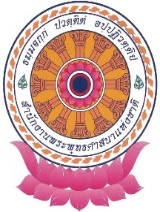 ธมฺมจกฺกํ ปวตฺติตํ อปฺปฏิวตฺติยํ
สำนักงานพระพุทธศาสนาแห่งชาติ